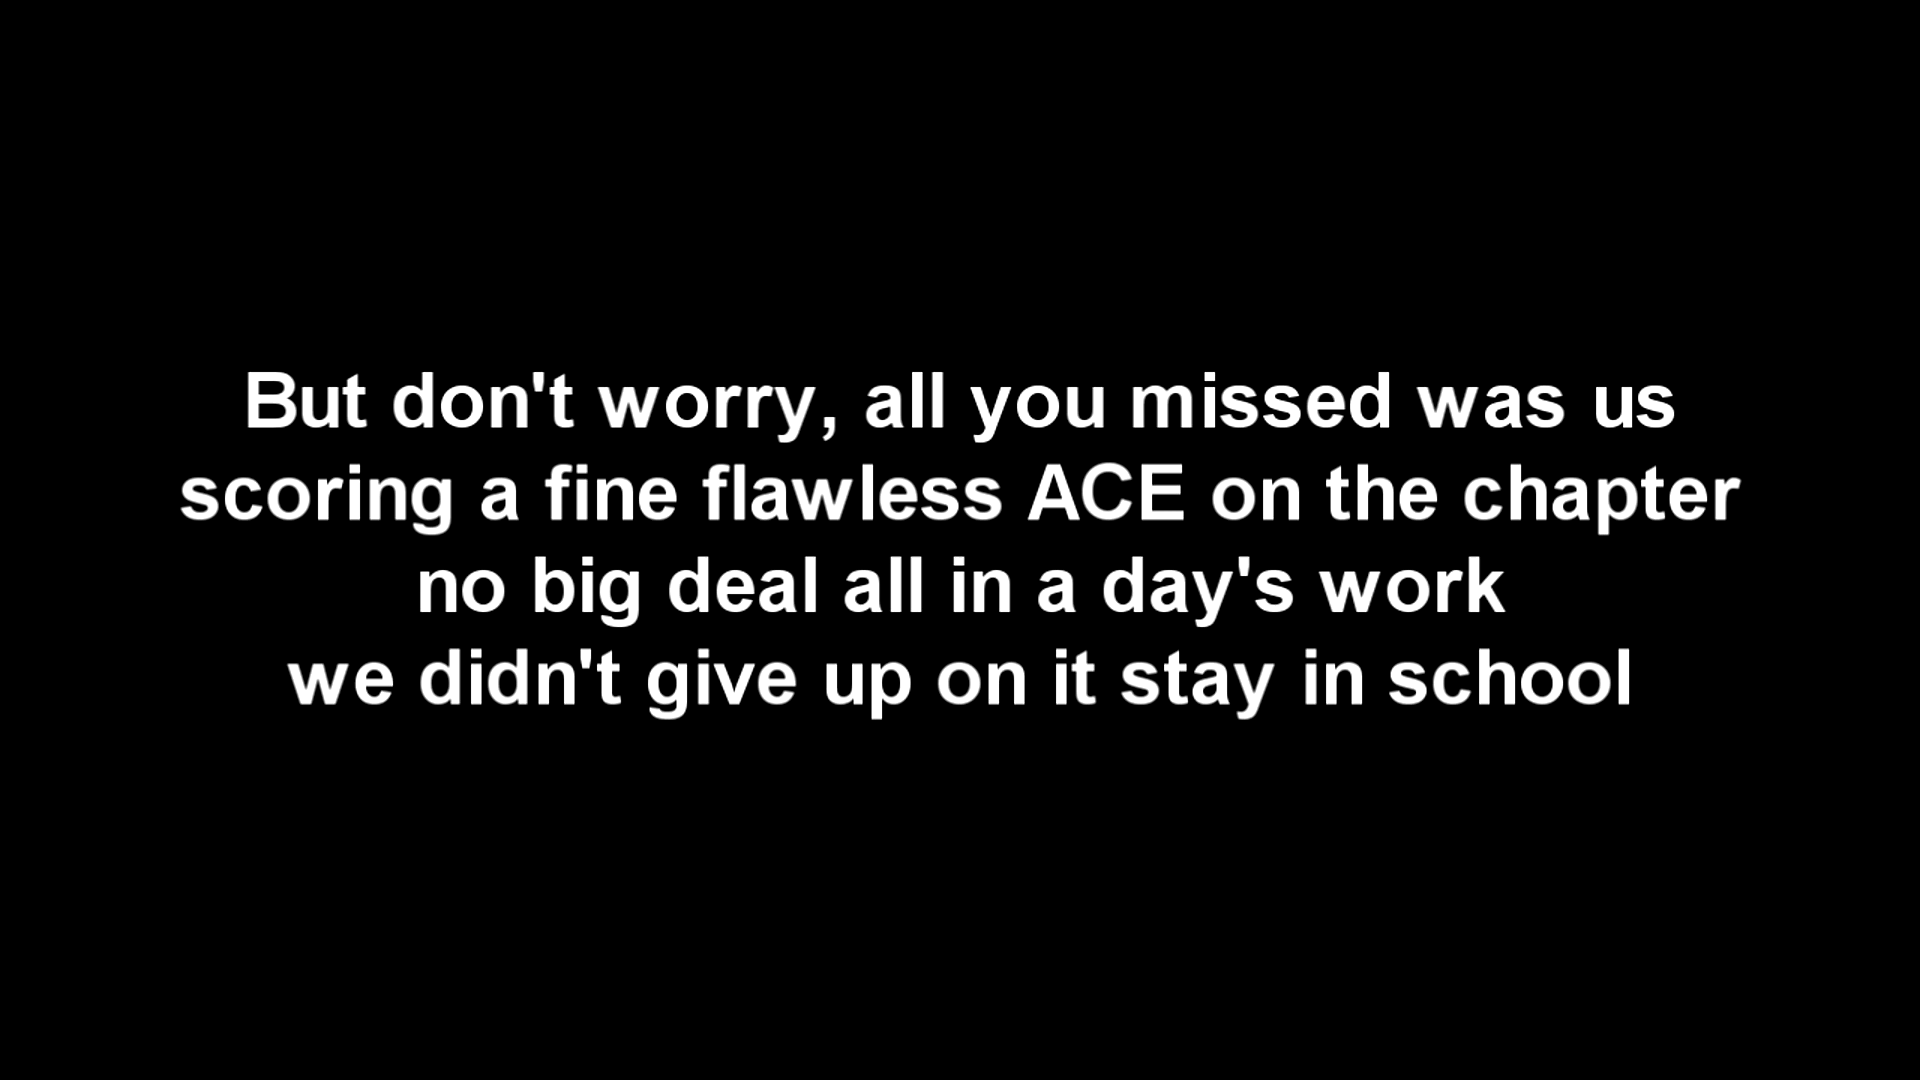 But don't worry, all you missed was us
scoring a fine flawless ACE on the chapter
no big deal all in a day's work
we didn't give up on it stay in school